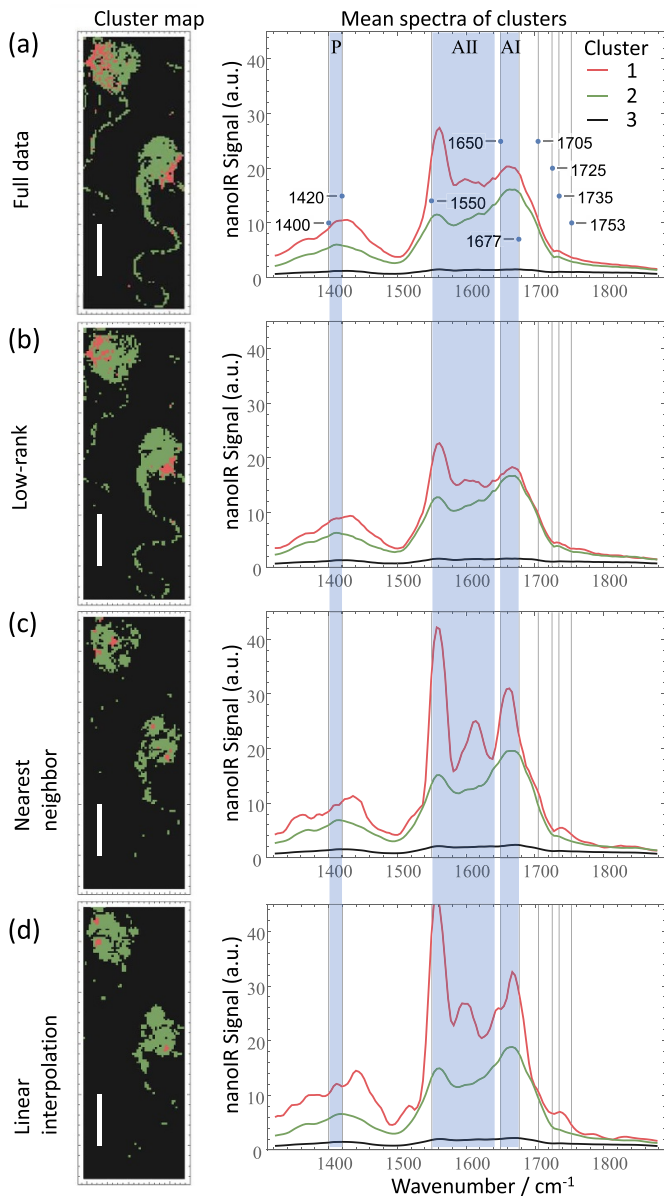 Cluster map
Mean spectra of clusters
(a)
Full data
nanoIR Signal (a.u.)
P
AII
AI
Cluster
1
2
3
1650
1705
1725
1420
1550
1735
1400
1677
1753
40
30
20
10
0
1400
1500
1600
1700
1800
(b)
Low-rank
nanoIR Signal (a.u.)
40
30
20
10
0
1400
1500
1600
1700
1800
(c)
Nearest
neighbor
nanoIR Signal (a.u.)
40
30
20
10
0
1400
1500
1600
1700
1800
(d)
Linear
interpolation
nanoIR Signal (a.u.)
40
30
20
10
0
1400
1500
1600
1700
1800
Wavenumber / cm⁻¹